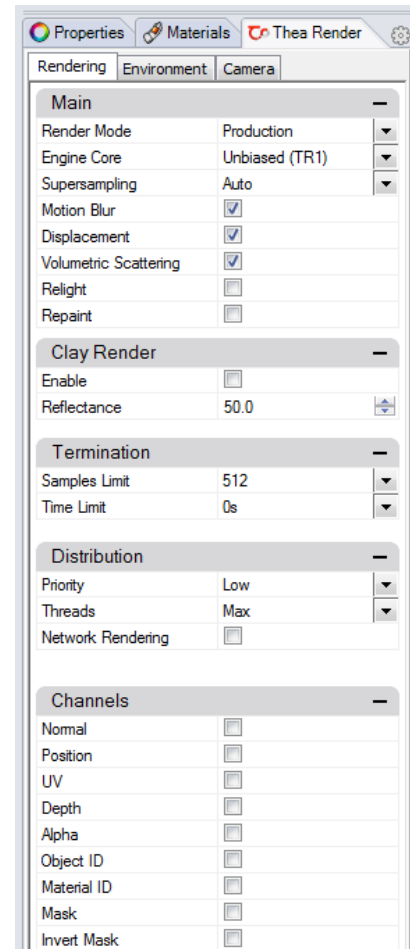 Properties Materials Thea Render
Rendering Environment Camera
Main
Render Mode Production
Engine Core Unbiased (TR1)
Supersampling Auto
Motion Blur
Displacement
Volumetric Scattering
Relight
Repaint
Clay Render
Enable
Reflectance 50.0
Termination
Samples Limit 512
Time Limit 0s
Distribution
Priority Low
Threads Max
Network Rendering
Channels
Normal
Position
UV
Depth
Alpha
Object ID
Material ID
Mask
Invert Mask